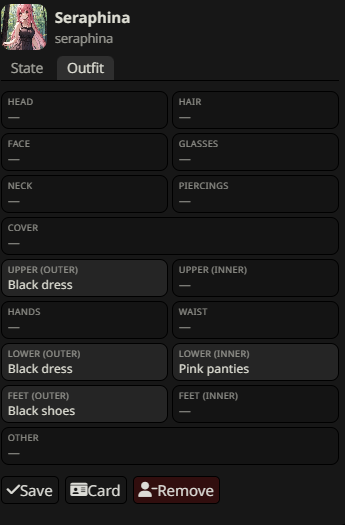 Seraphina
seraphina
State Outfit
HEAD HAIR
— —
FACE GLASSES
— —
NECK PIERCINGS
— —
COVER
—
UPPER (OUTER) UPPER (INNER)
Black dress —
HANDS WAIST
— —
LOWER (OUTER) LOWER (INNER)
Black dress Pink panties
FEET (OUTER) FEET (INNER)
Black shoes —
OTHER
—
Save Card Remove